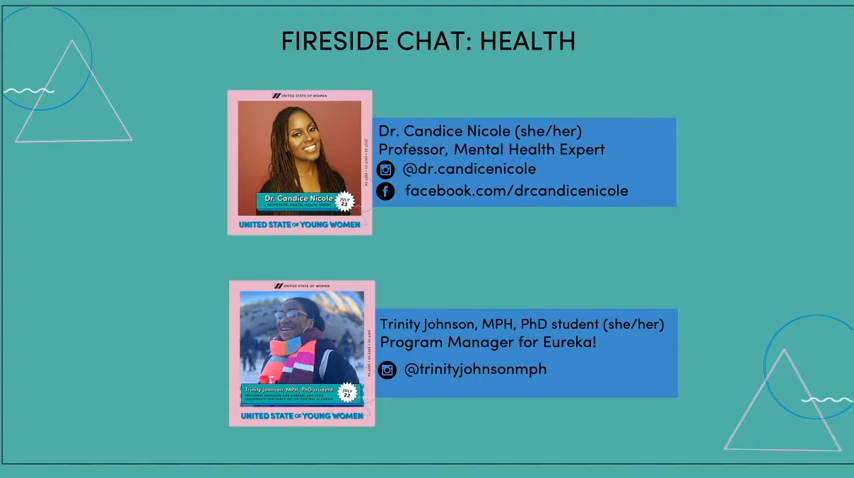 FIRESIDE CHAT: HEALTH
UNITED STATE OF WOMEN
Dr. Candice Nicole
JULY
23
UNITED STATE OF YOUNG WOMEN
Dr. Candice Nicole (she/her)
Professor, Mental Health Expert
@dr.candicenicole
facebook.com/drcandicenicole
UNITED STATE OF WOMEN
Trinity Johnson, MPH, PhD student
JULY
UNITED STATE OF YOUNG WOMEN
Trinity Johnson, MPH, PhD student (she/her)
Program Manager for Eureka!
@trinityjohnsonmph